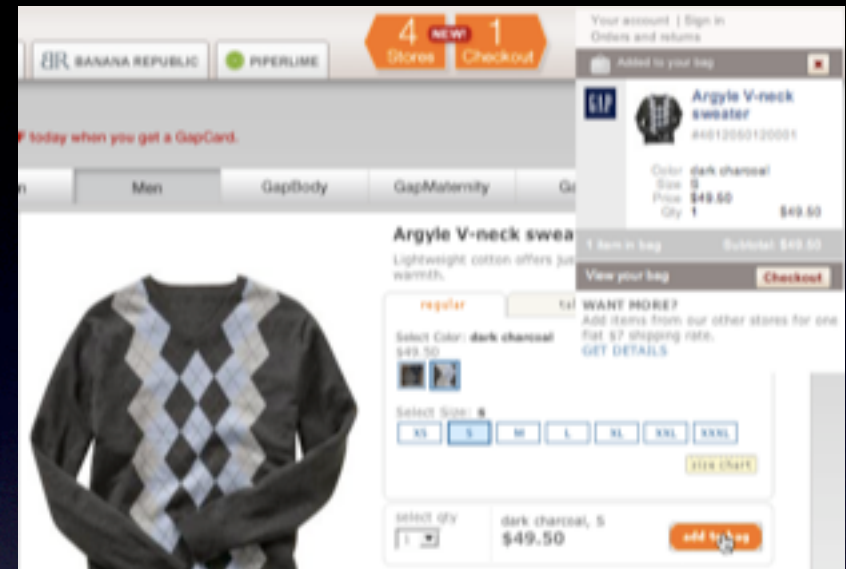 Your account | Sign in
Orders and returns
4 Stores NEW! 1 Checkout
BR BANANA REPUBLIC
PIPERLIME
Added to your bag
GAP
Argyle V-neck
sweater
#4812050120001
Color dark charcoal
Size S
Price $49.50
Qty 1 $49.50
1 item in bag Subtotal: $49.50
View your bag Checkout
WANT MORE?
Add items from our other stores for one
flat $7 shipping rate.
GET DETAILS
today when you get a GapCard.
Men GapBody GapMaternity
Argyle V-neck swea
Lightweight cotton offers jus
warmth.
regular tal
Select Color: dark charcoal
$49.50
Select Size: S
XS S M L XL XXL XXXL
size chart
select qty
1
dark charcoal, S
$49.50
add to bag